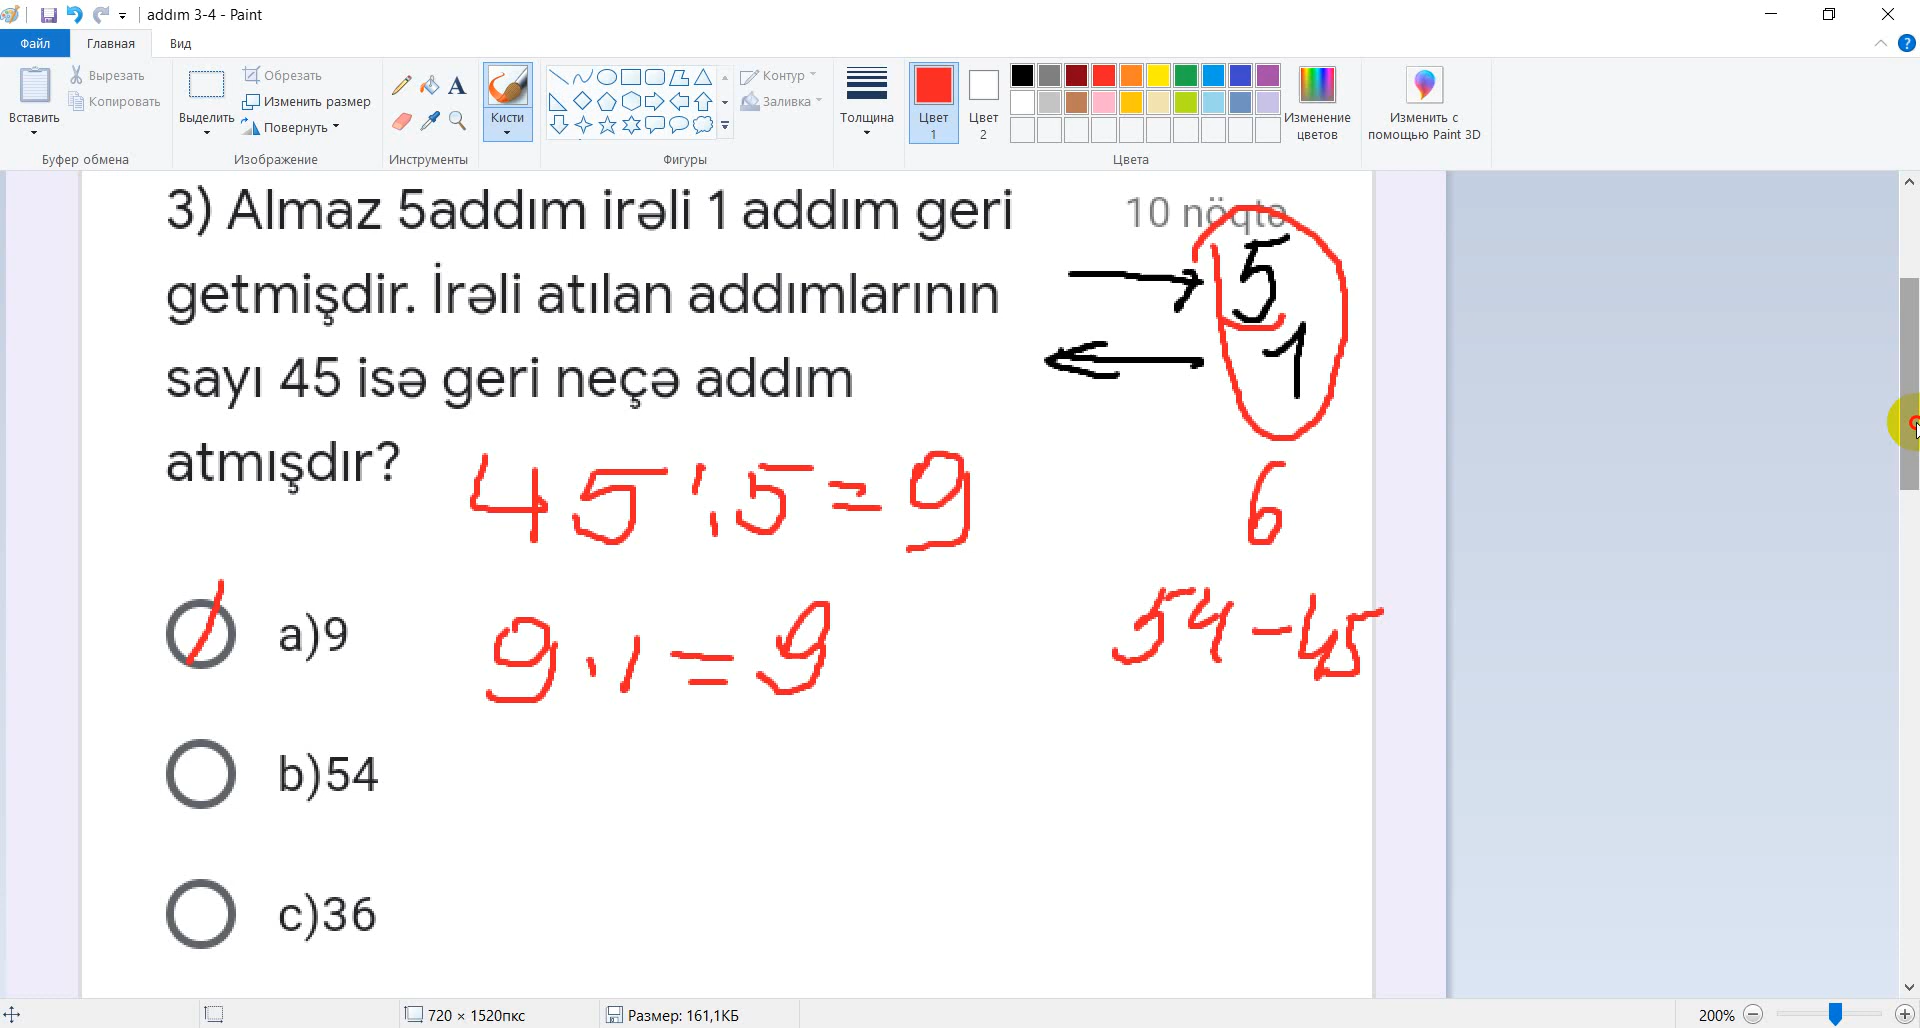 addım 3-4 - Paint
Файл Главная Вид
Вставить
Вырезать
Копировать
Буфер обмена
Выделить
Обрезать
Изменить размер
Повернуть
Изображение
A
Инструменты
Кисти
Контур
Заливка
Фигуры
Толщина
Цвет 1
Цвет 2
Изменение цветов
Цвета
Изменить с помощью Paint 3D
3) Almaz 5addım irəli 1 addım geri
10 nöqtə
getmişdir. İrəli atılan addımlarının
sayı 45 isə geri neçə addım
atmışdır?
5
1
45:5=9
6
a)9
9·1=9
54-45
b)54
c)36
720 × 1520пкс
Размер: 161,1КБ
200%